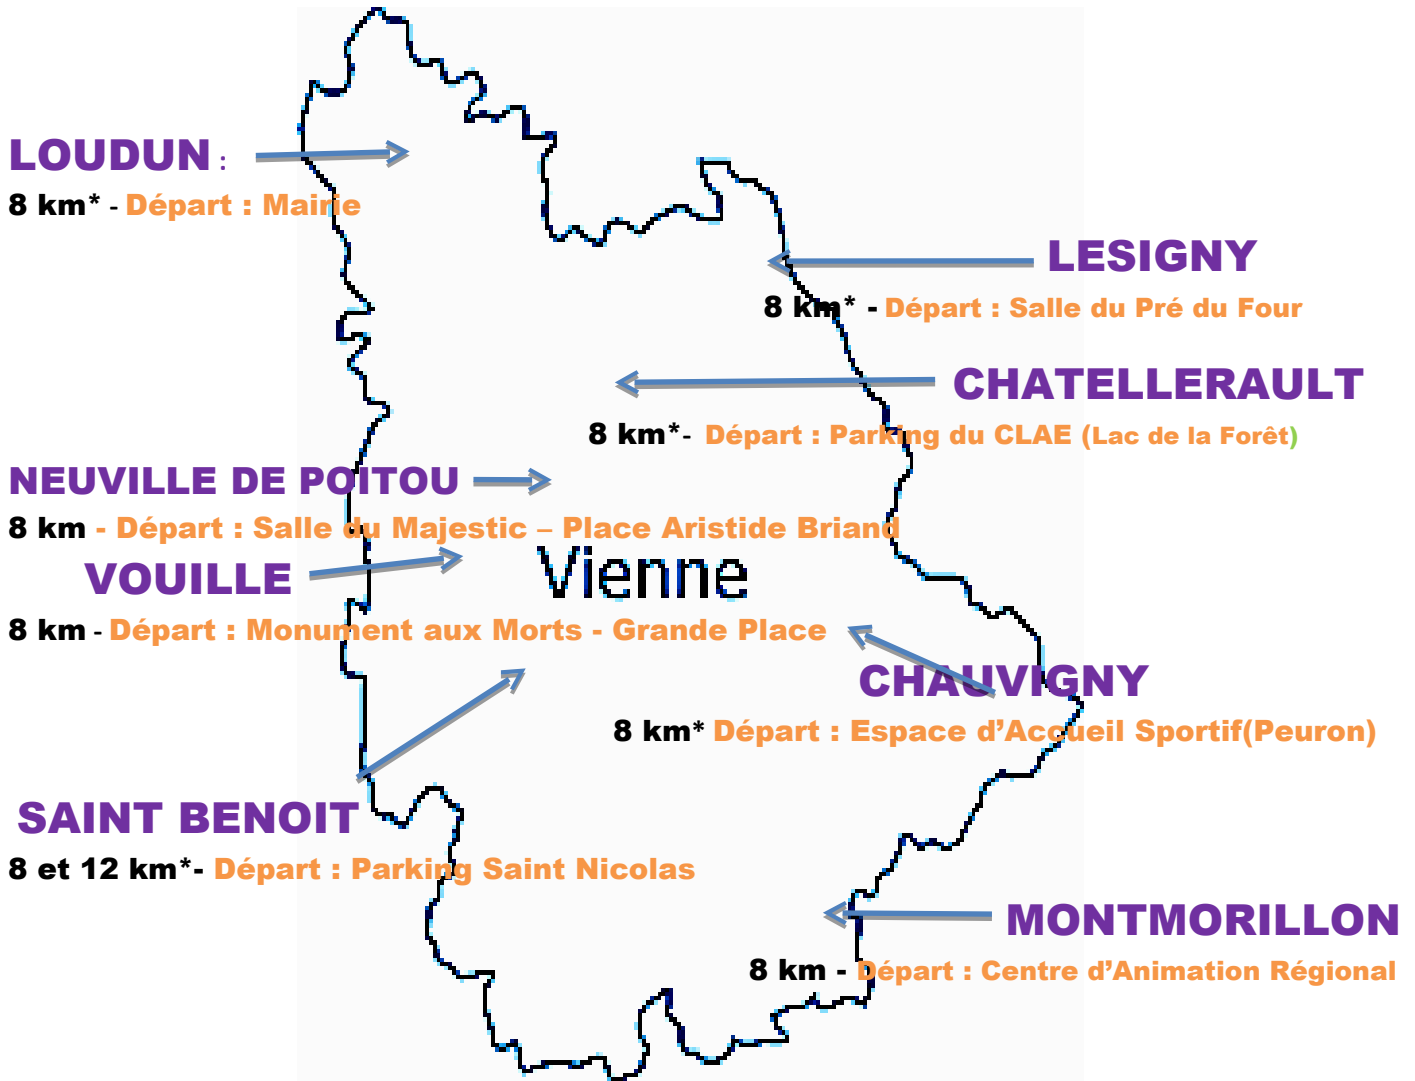 LOUDUN :
8 km* - Départ : Mairie
LESIGNY
8 km* - Départ : Salle du Pré du Four
CHATELLERAULT
8 km*- Départ : Parking du CLAE (Lac de la Forêt)
NEUVILLE DE POITOU
8 km - Départ : Salle du Majestic – Place Aristide Briand
VOUILLE
Vienne
8 km - Départ : Monument aux Morts - Grande Place
CHAUVIGNY
8 km* Départ : Espace d’Accueil Sportif(Peuron)
SAINT BENOIT
8 et 12 km*- Départ : Parking Saint Nicolas
MONTMORILLON
8 km - Départ : Centre d’Animation Régional